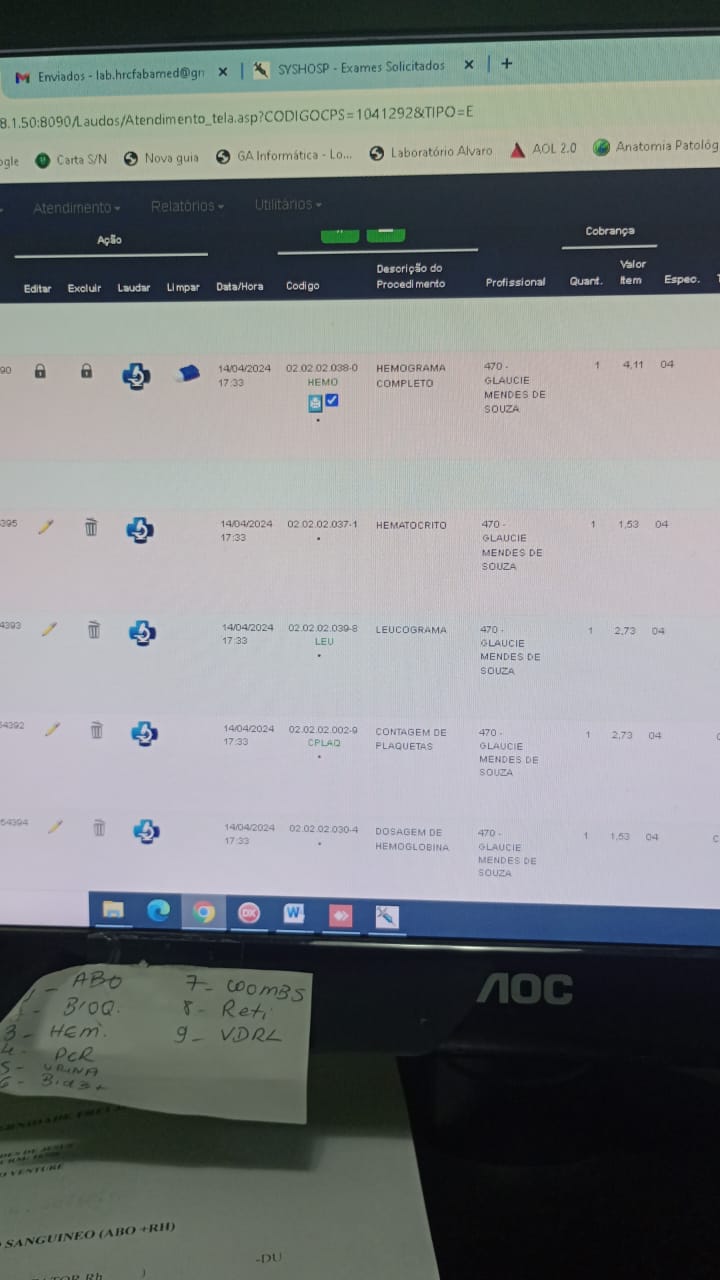 Enviados - lab.hrcfabamed@gn
SYSHOSP - Exames Solicitados
8.1.50:8090/Laudos/Atendimento_tela.asp?CODIGOCPS=1041292&TIPO=E
ogle Carta S/N Nova guia GA Informática - Lo... Laboratório Alvaro AOL 2.0 Anatomia Patológ
Atendimento Relatórios Utilitários
Ação Cobrança
Editar Excluir Laudar Limpar Data/Hora Codigo Descrição do Procedimento Profissional Quant. Valor Item Espec.
90 14/04/2024 02.02.02.038-0 HEMOGRAMA 470 - 1 4,11 04
17:33 HEMO COMPLETO GLAUCIE
MENDES DE
SOUZA
395 14/04/2024 02.02.02.037-1 HEMATOCRITO 470 - 1 1,53 04
17:33 GLAUCIE
MENDES DE
SOUZA
4393 14/04/2024 02.02.02.039-8 LEUCOGRAMA 470 - 1 2,73 04
17:33 LEU GLAUCIE
MENDES DE
SOUZA
54392 14/04/2024 02.02.02.002-9 CONTAGEM DE 470 - 1 2,73 04
17:33 CPLAQ PLAQUETAS GLAUCIE
MENDES DE
SOUZA
54394 14/04/2024 02.02.02.030-4 DOSAGEM DE 470 - 1 1,53 04
17:33 HEMOGLOBINA GLAUCIE
MENDES DE
SOUZA
DX W
AOC
- ABO 7- COOMBS
- BIOQ. 8- Reti
3- HEM. 9- VDRL
4- PCR
5- URINA
6-
O VENTURE
SANGUINEO (ABO +RH)
-DU